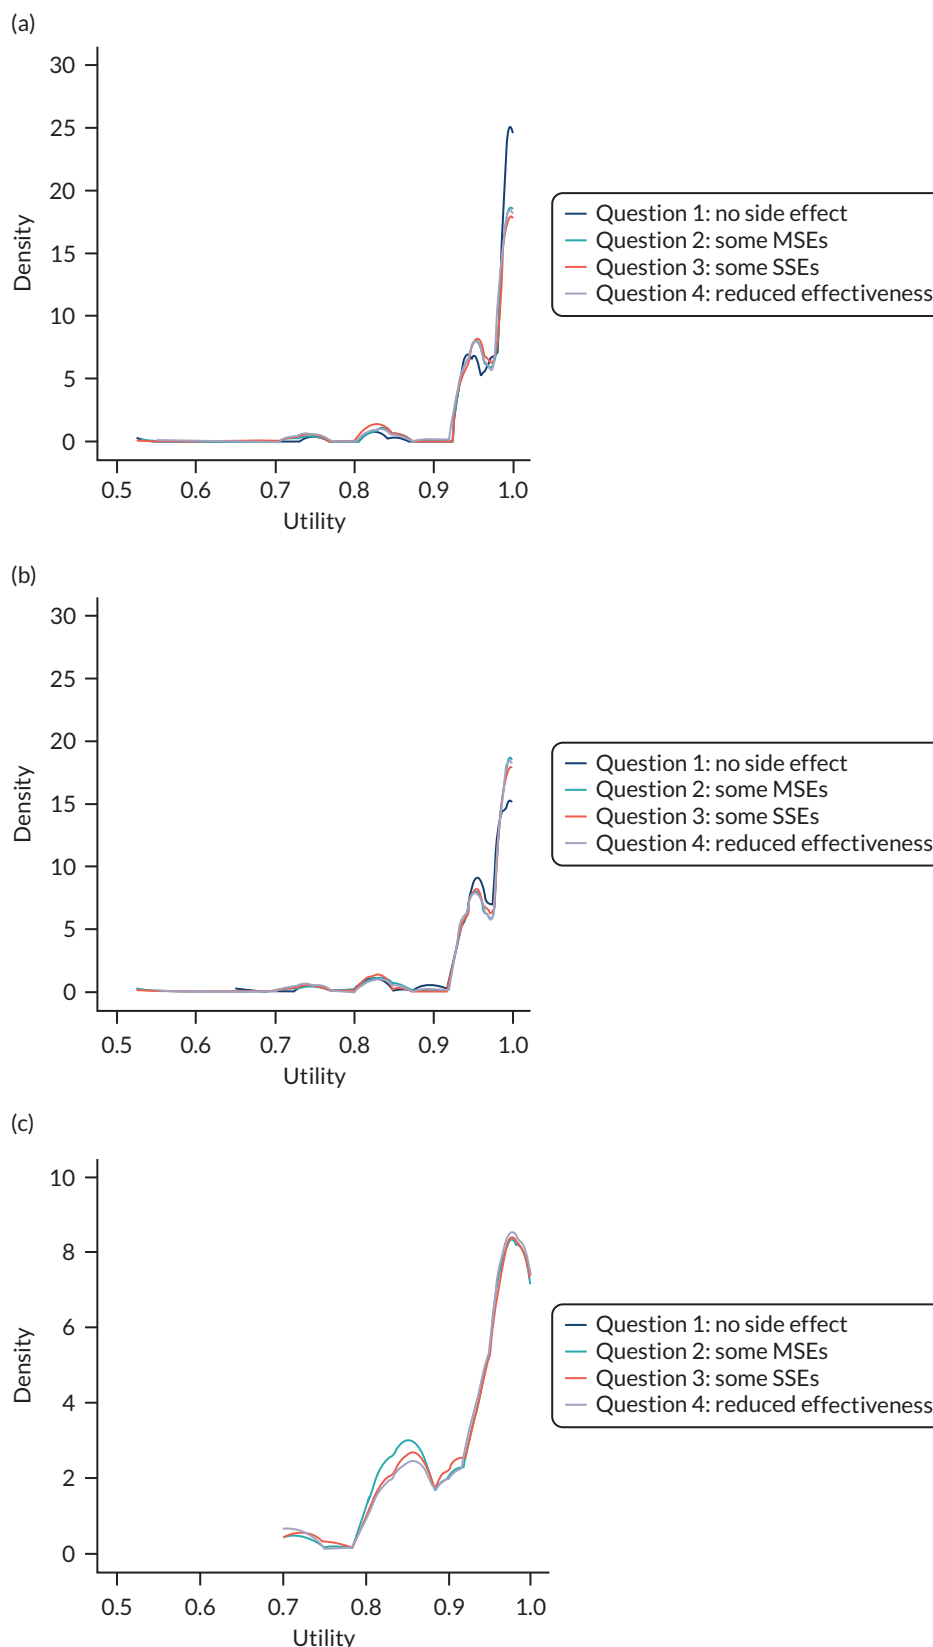 (a)
30
25
20
15
10
5
0
Density
0.5 0.6 0.7 0.8 0.9 1.0
Utility
Question 1: no side effect
Question 2: some MSEs
Question 3: some SSEs
Question 4: reduced effectiveness
(b)
30
25
20
15
10
5
0
Density
0.5 0.6 0.7 0.8 0.9 1.0
Utility
Question 1: no side effect
Question 2: some MSEs
Question 3: some SSEs
Question 4: reduced effectiveness
(c)
10
8
6
4
2
0
Density
0.5 0.6 0.7 0.8 0.9 1.0
Utility
Question 1: no side effect
Question 2: some MSEs
Question 3: some SSEs
Question 4: reduced effectiveness